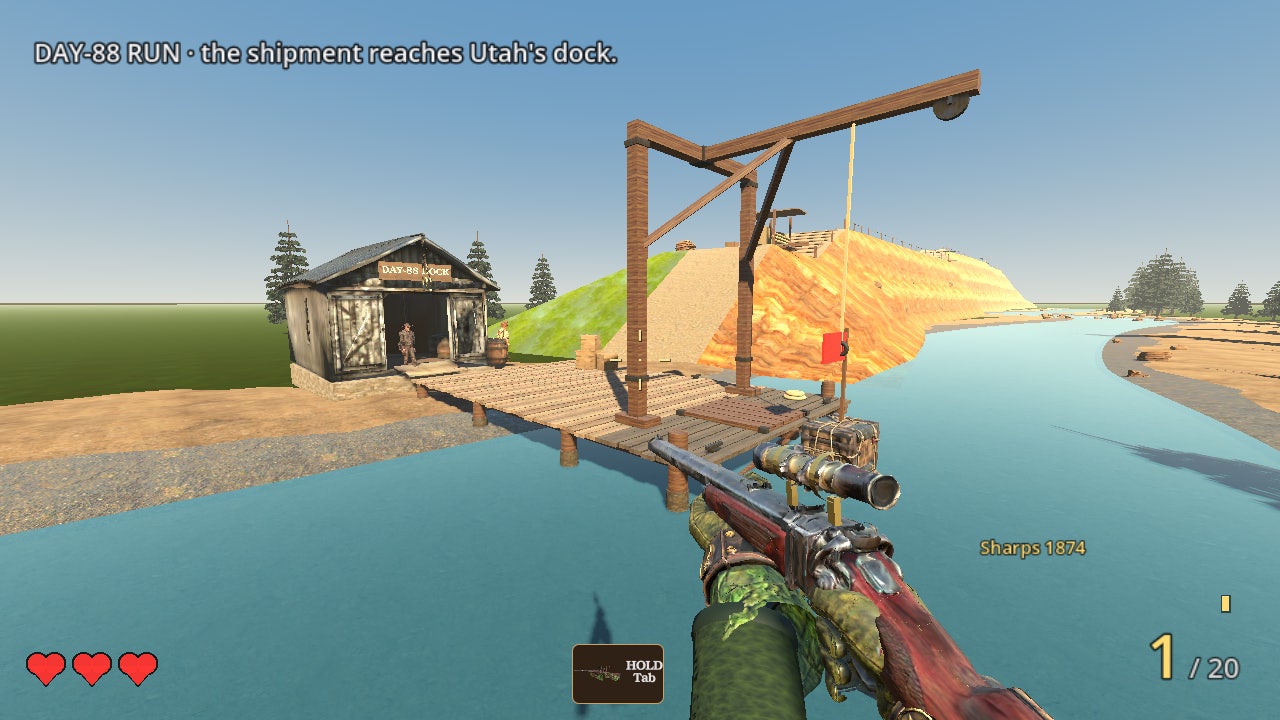 DAY-88 RUN · the shipment reaches Utah's dock.
DAY-88 DOCK
Sharps 1874
HOLD
Tab
1 / 20